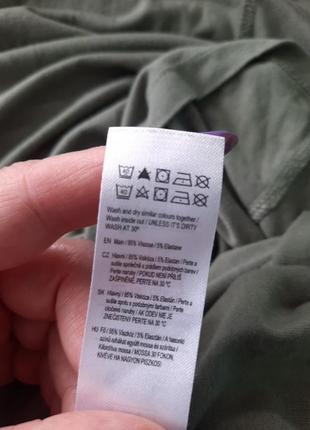 Wash and dry similar colours together /
Wash inside out / UNLESS IT'S DIRTY
WASH AT 30°
EN Main / 95% Viscose / 5% Elastane
CZ Hlavní / 95% Viskóza / 5% Elastan / Perte a
sušte společně s prádlem podobných barev /
Perte naruby / POKUD NENÍ PŘÍLIŠ
ZAŠPINĚNÉ, PERTE NA 30 °C
SK Hlavný / 95% Viskóza / 5% Elastán / Perte a
sušte spolu s podobnými farbami / Perte
obrátené naruby / AK ODEV NIE JE
ZNEČISTENÝ PERTE NA 30 °C
HU Fő / 95% Viszkóz / 5% Elasztán / A hasonló
színű ruhákat együtt mossa és szárítsa /
Kifordítva mossa / MOSSA 30 FOKON,
KIVÉVE HA NAGYON PISZKOS